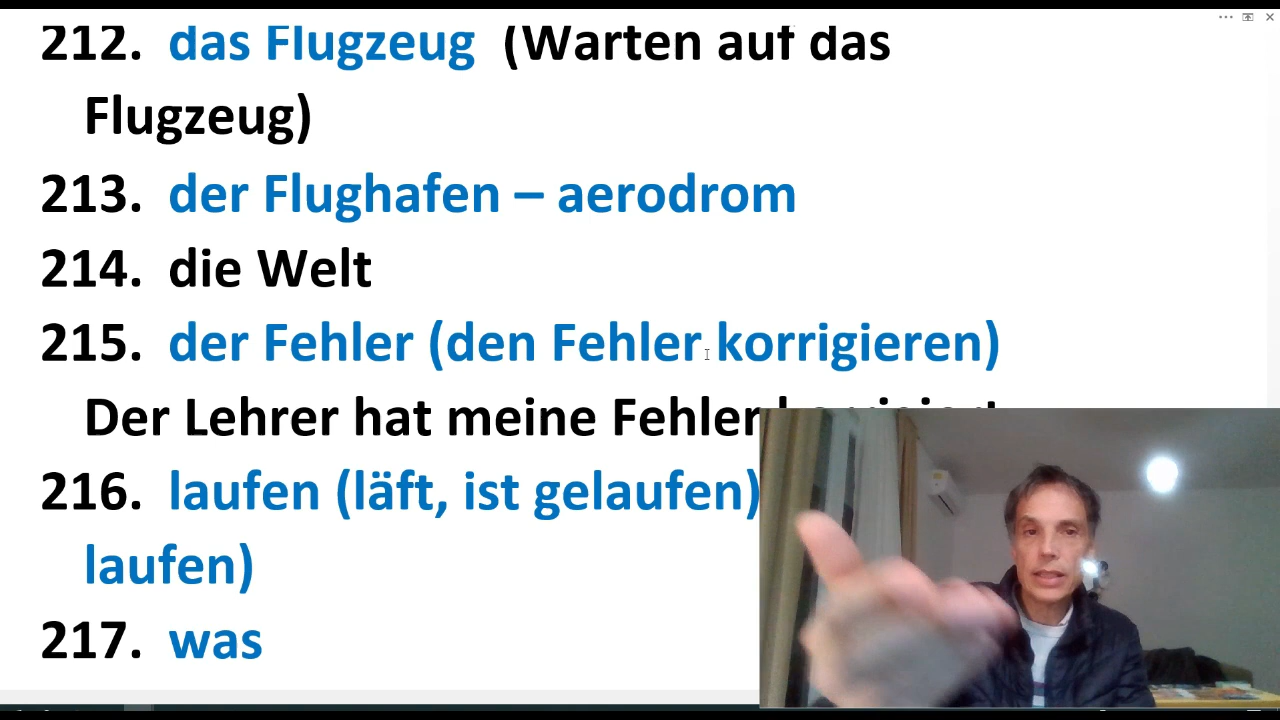 212. das Flugzeug (Warten auf das
Flugzeug)
213. der Flughafen – aerodrom
214. die Welt
215. der Fehler (den Fehler korrigieren)
Der Lehrer hat meine Fehler
216. laufen (läft, ist gelaufen)
laufen)
217. was